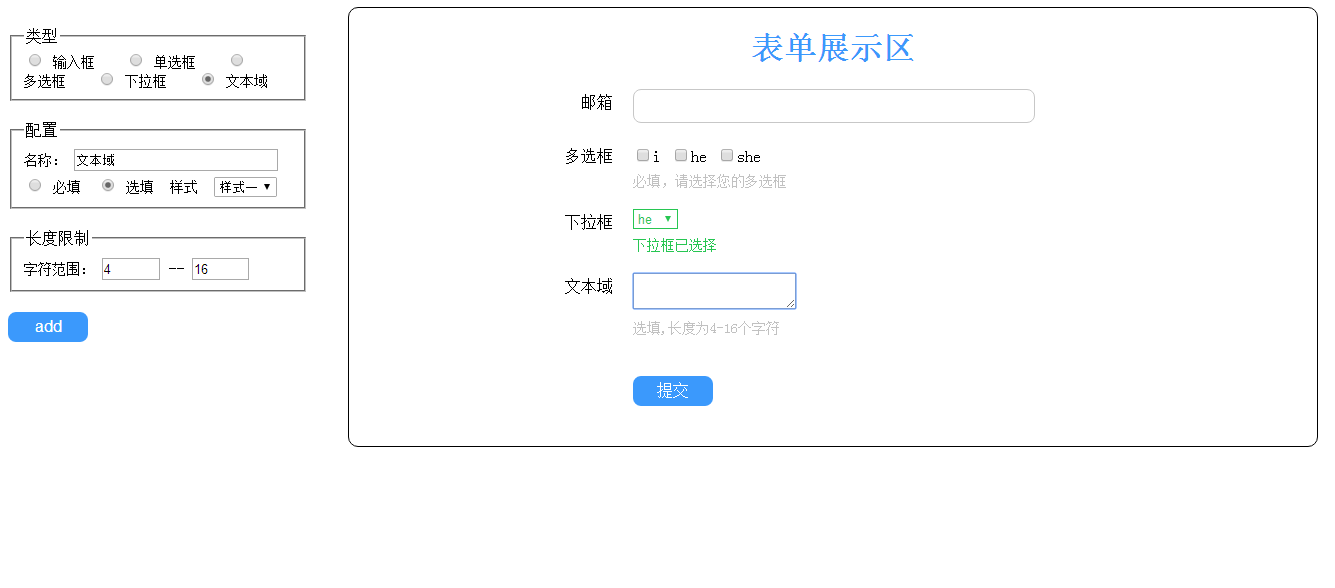 类型
输入框 单选框
多选框 下拉框 文本域
配置
名称： 文本域
必填 选填 样式 样式一
长度限制
字符范围： 4 -- 16
add
表单展示区
邮箱
多选框 i he she
必填，请选择您的多选框
下拉框 he
下拉框已选择
文本域
选填,长度为4-16个字符
提交